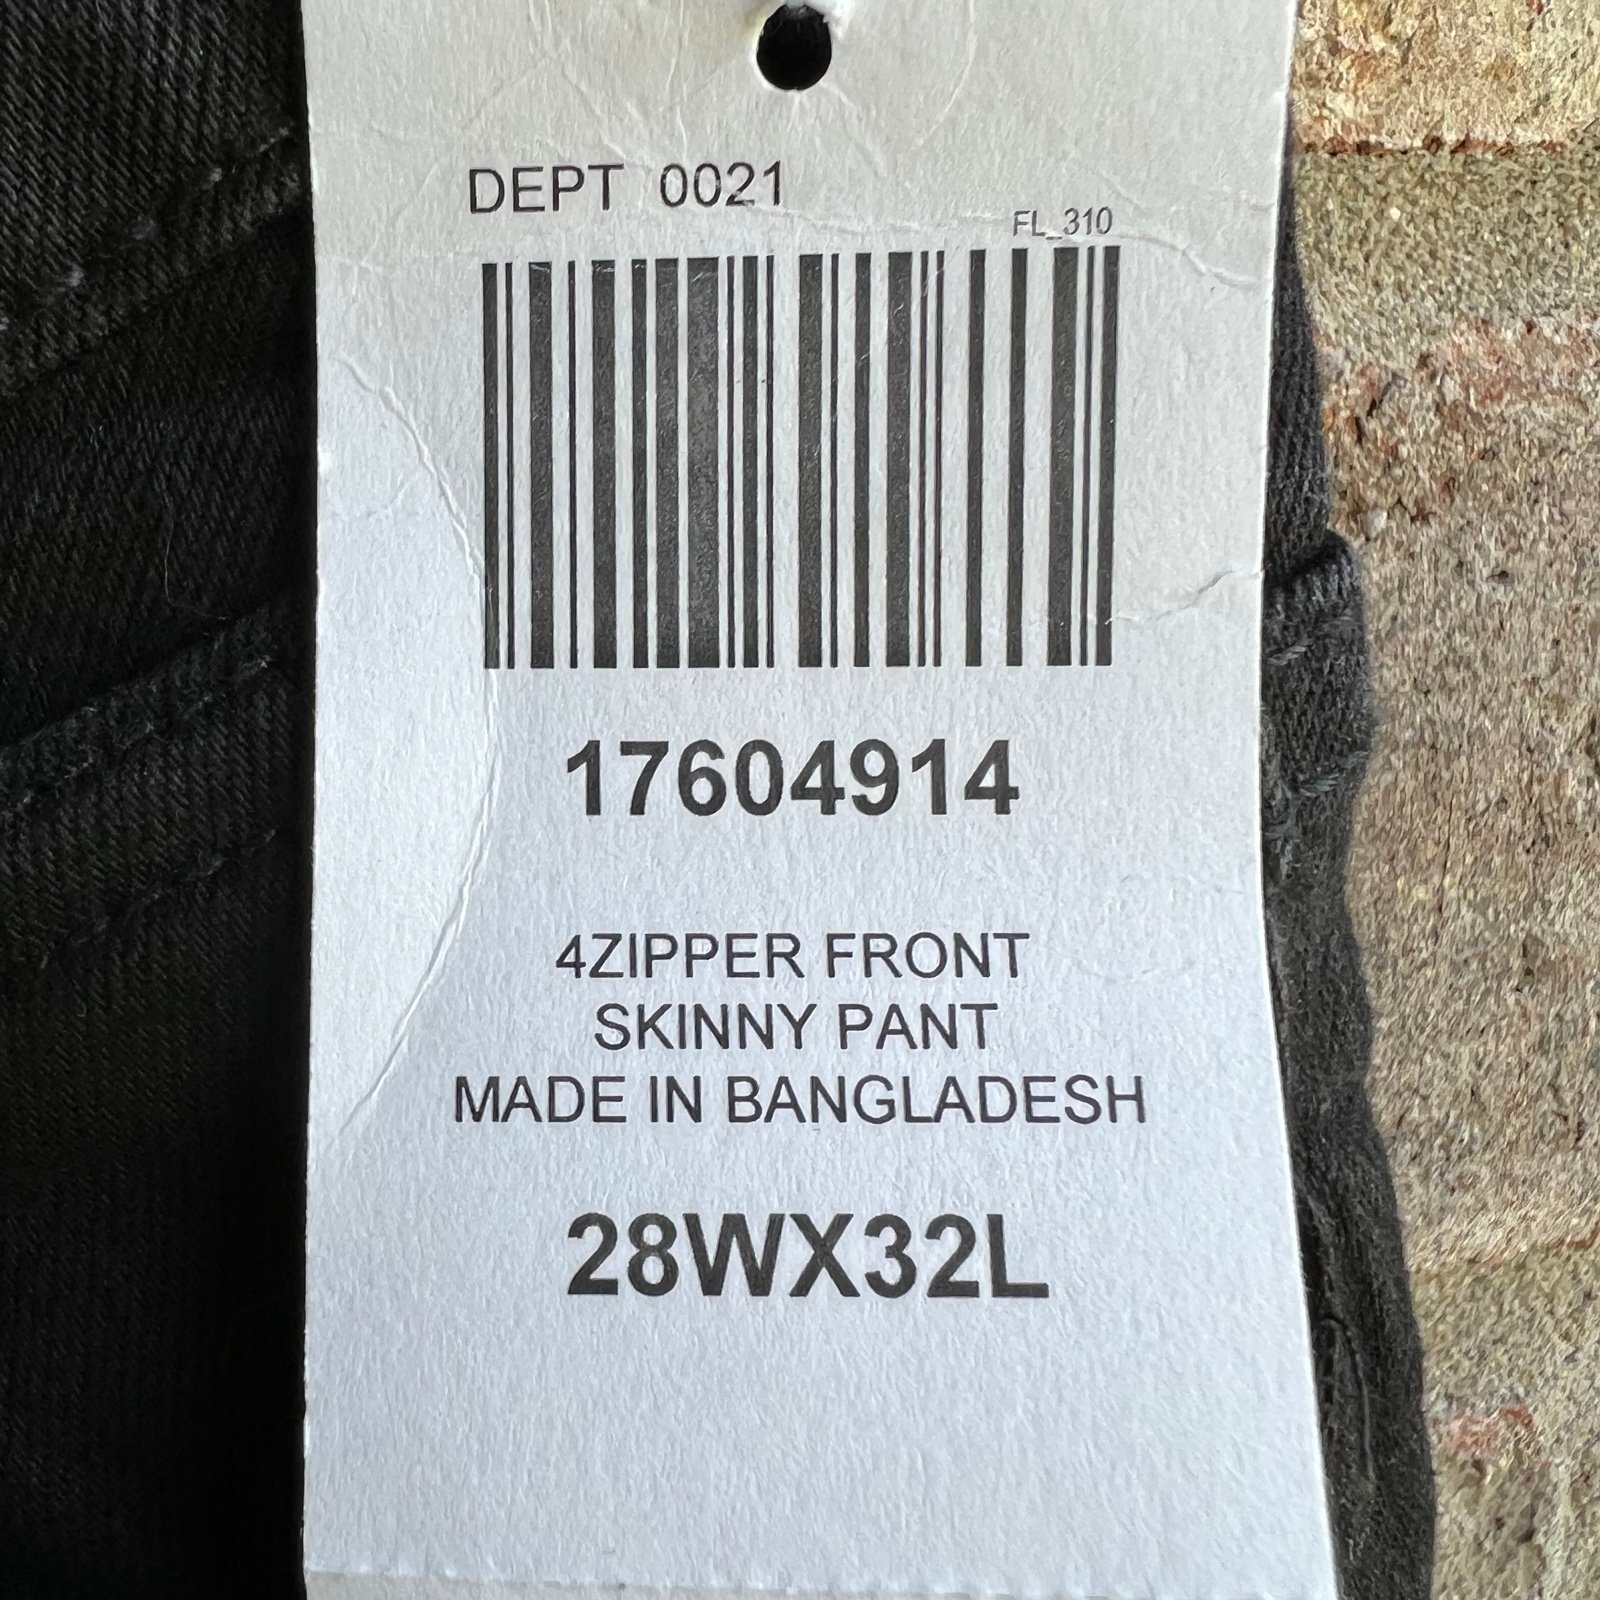 DEPT 0021
FL_310
17604914
4ZIPPER FRONT
SKINNY PANT
MADE IN BANGLADESH
28WX32L